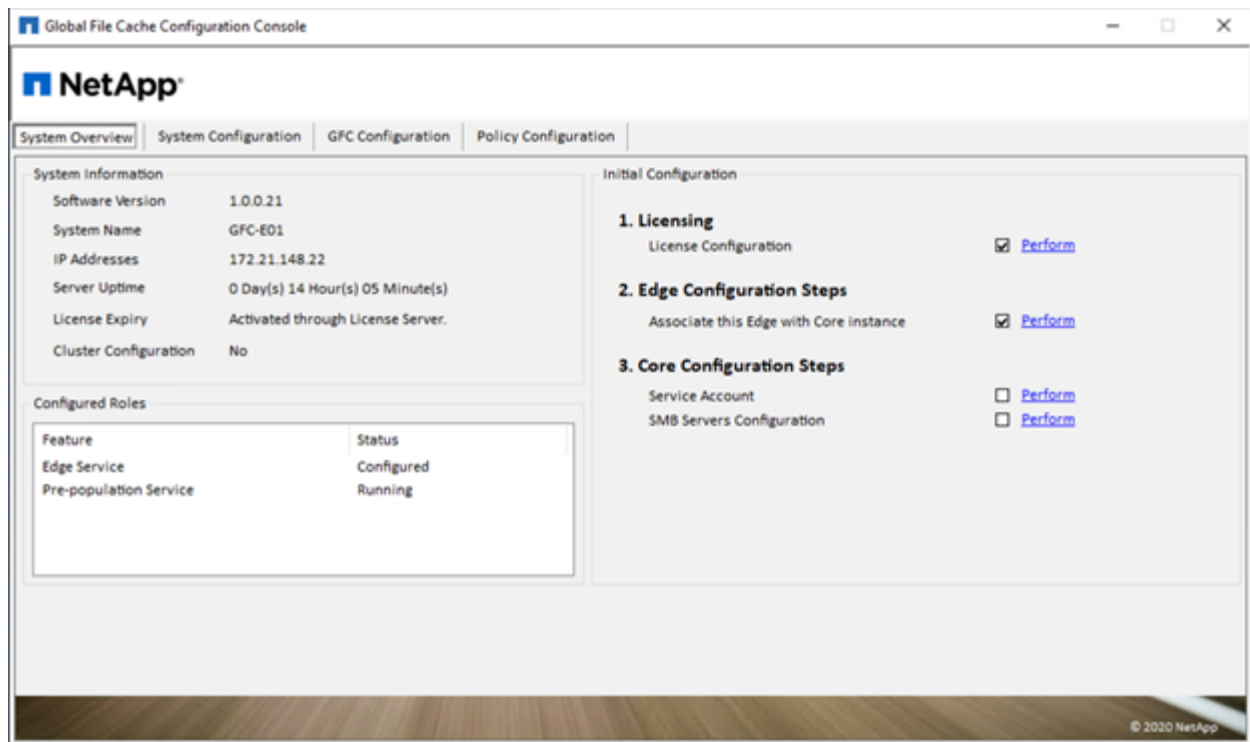 Global File Cache Configuration Console
NetApp
System Overview System Configuration GFC Configuration Policy Configuration
System Information
Software Version 1.0.0.21
System Name GFC-E01
IP Addresses 172.21.148.22
Server Uptime 0 Day(s) 14 Hour(s) 05 Minute(s)
License Expiry Activated through License Server.
Cluster Configuration No
Configured Roles
Feature Status
Edge Service Configured
Pre-population Service Running
Initial Configuration
1. Licensing
License Configuration Perform
2. Edge Configuration Steps
Associate this Edge with Core instance Perform
3. Core Configuration Steps
Service Account Perform
SMB Servers Configuration Perform
© 2020 NetApp